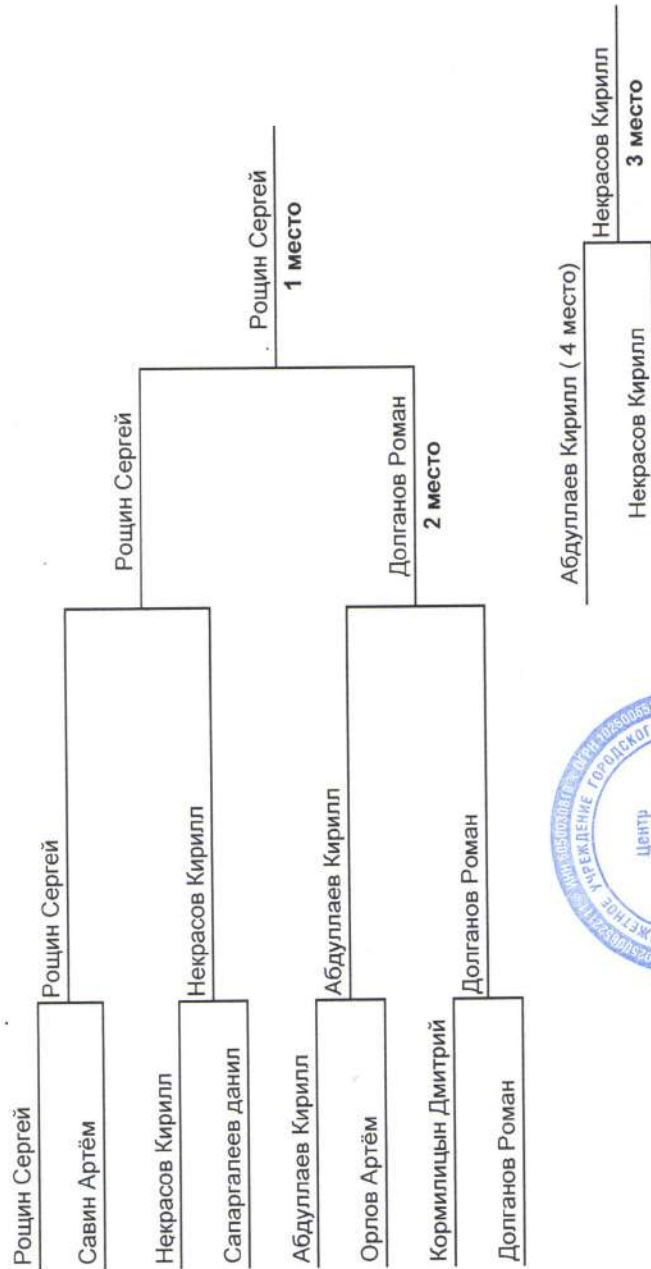 Рощин Сергей
Савин Артём
Некрасов Кирилл
Сапаргалеев данил
Абдуллаев Кирилл
Орлов Артём
Кормилицын Дмитрий
Долганов Роман
Рощин Сергей
Некрасов Кирилл
Абдуллаев Кирилл
Долганов Роман
Рощин Сергей
Долганов Роман
2 место
Рощин Сергей
1 место
Абдуллаев Кирилл ( 4 место)
Некрасов Кирилл
Некрасов Кирилл
3 место
УЧРЕЖДЕНИЕ
Центр